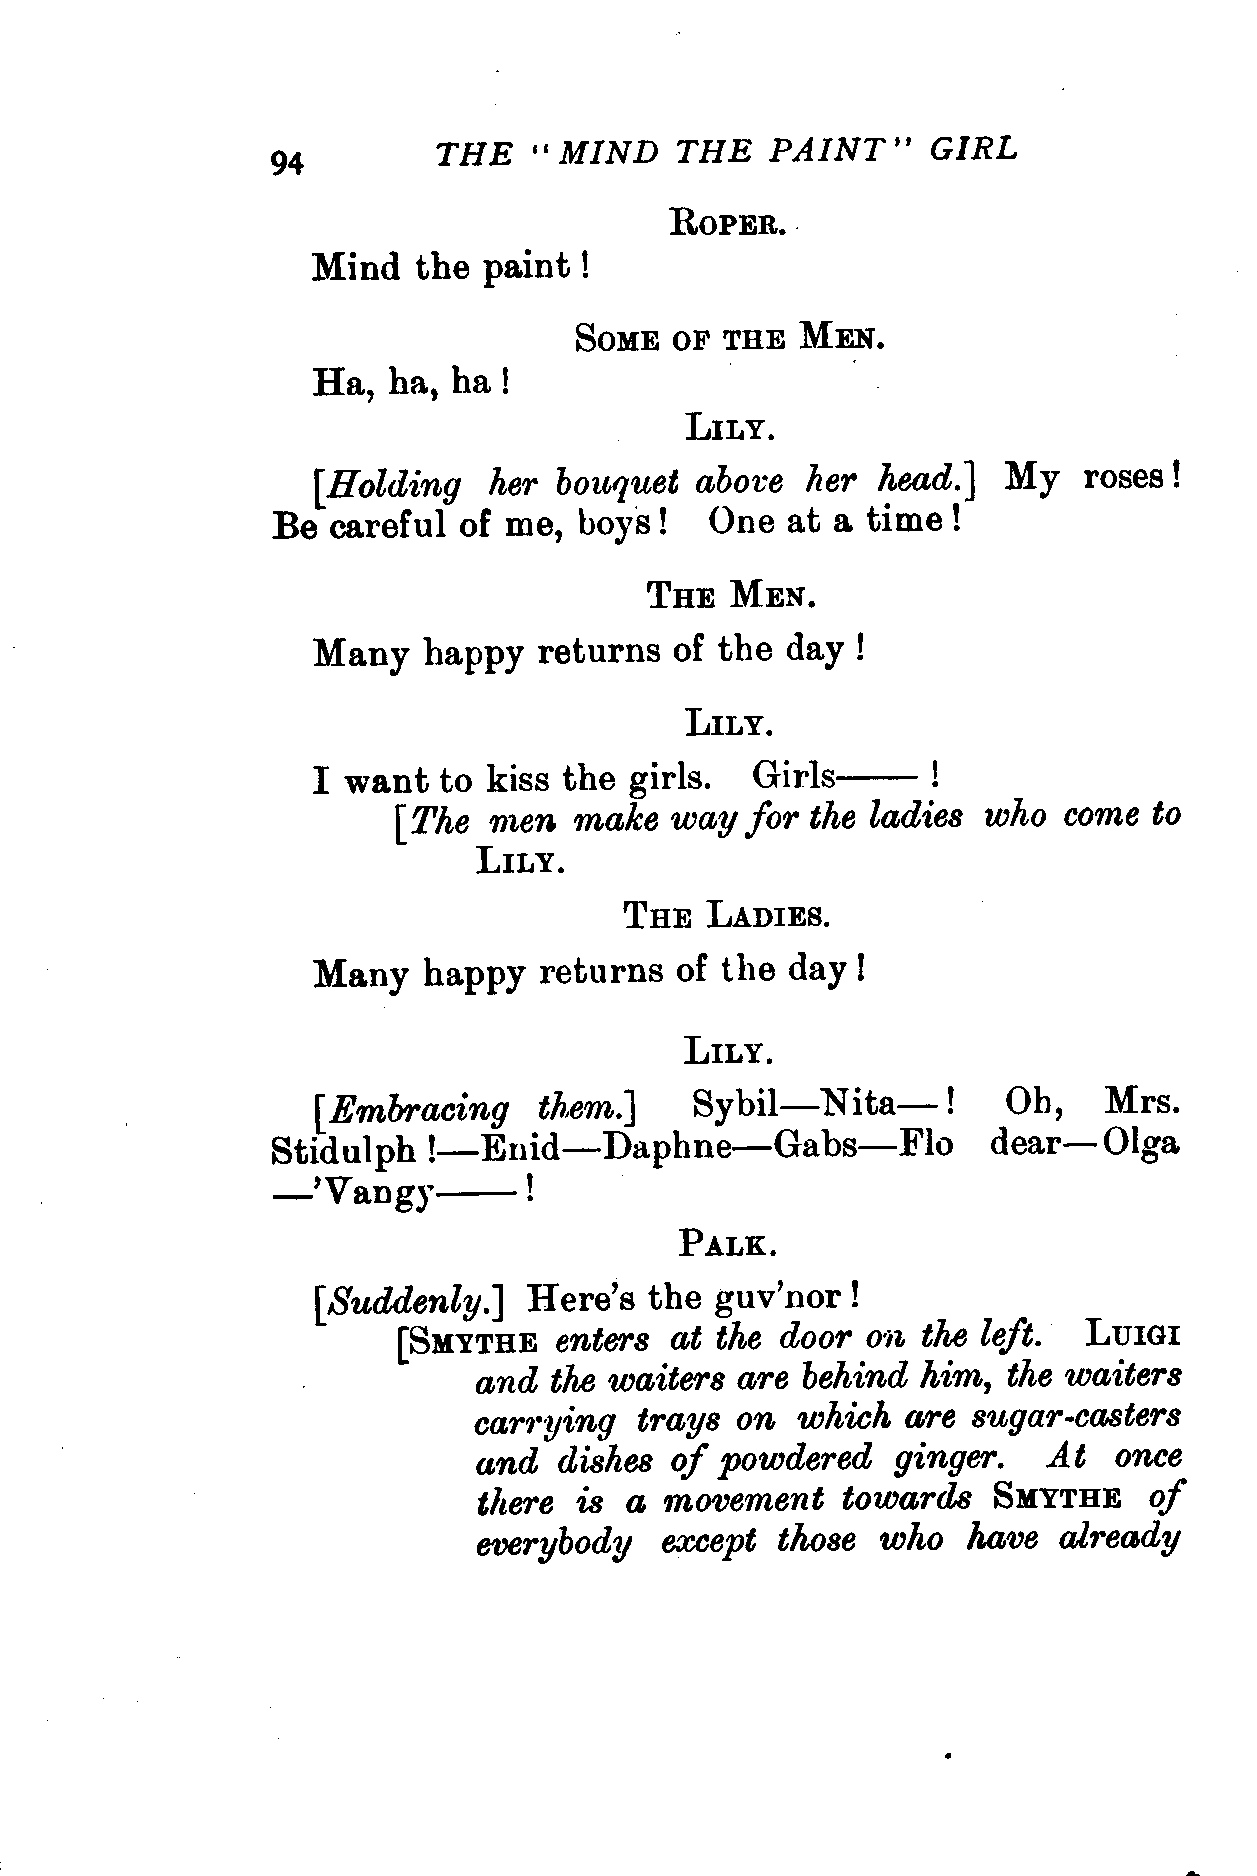 94 THE "MIND THE PAINT" GIRL
ROPER.
Mind the paint !
SOME OF THE MEN.
Ha, ha, ha !
LILY.
[Holding her bouquet above her head.] My roses!
Be careful of me, boys! One at a time !
THE MEN.
Many happy returns of the day !
LILY.
I want to kiss the girls. Girls—— !
[The men make way for the ladies who come to
LILY.
THE LADIES.
Many happy returns of the day !
LILY.
[Embracing them.] Sybil—Nita— ! Oh, Mrs.
Stidulph !—Enid—Daphne—Gabs—Flo dear—Olga
—'Vangy—— !
PALK.
[Suddenly.] Here's the guv'nor !
[SMYTHE enters at the door on the left. LUIGI
and the waiters are behind him, the waiters
carrying trays on which are sugar-casters
and dishes of powdered ginger. At once
there is a movement towards SMYTHE of
everybody except those who have already